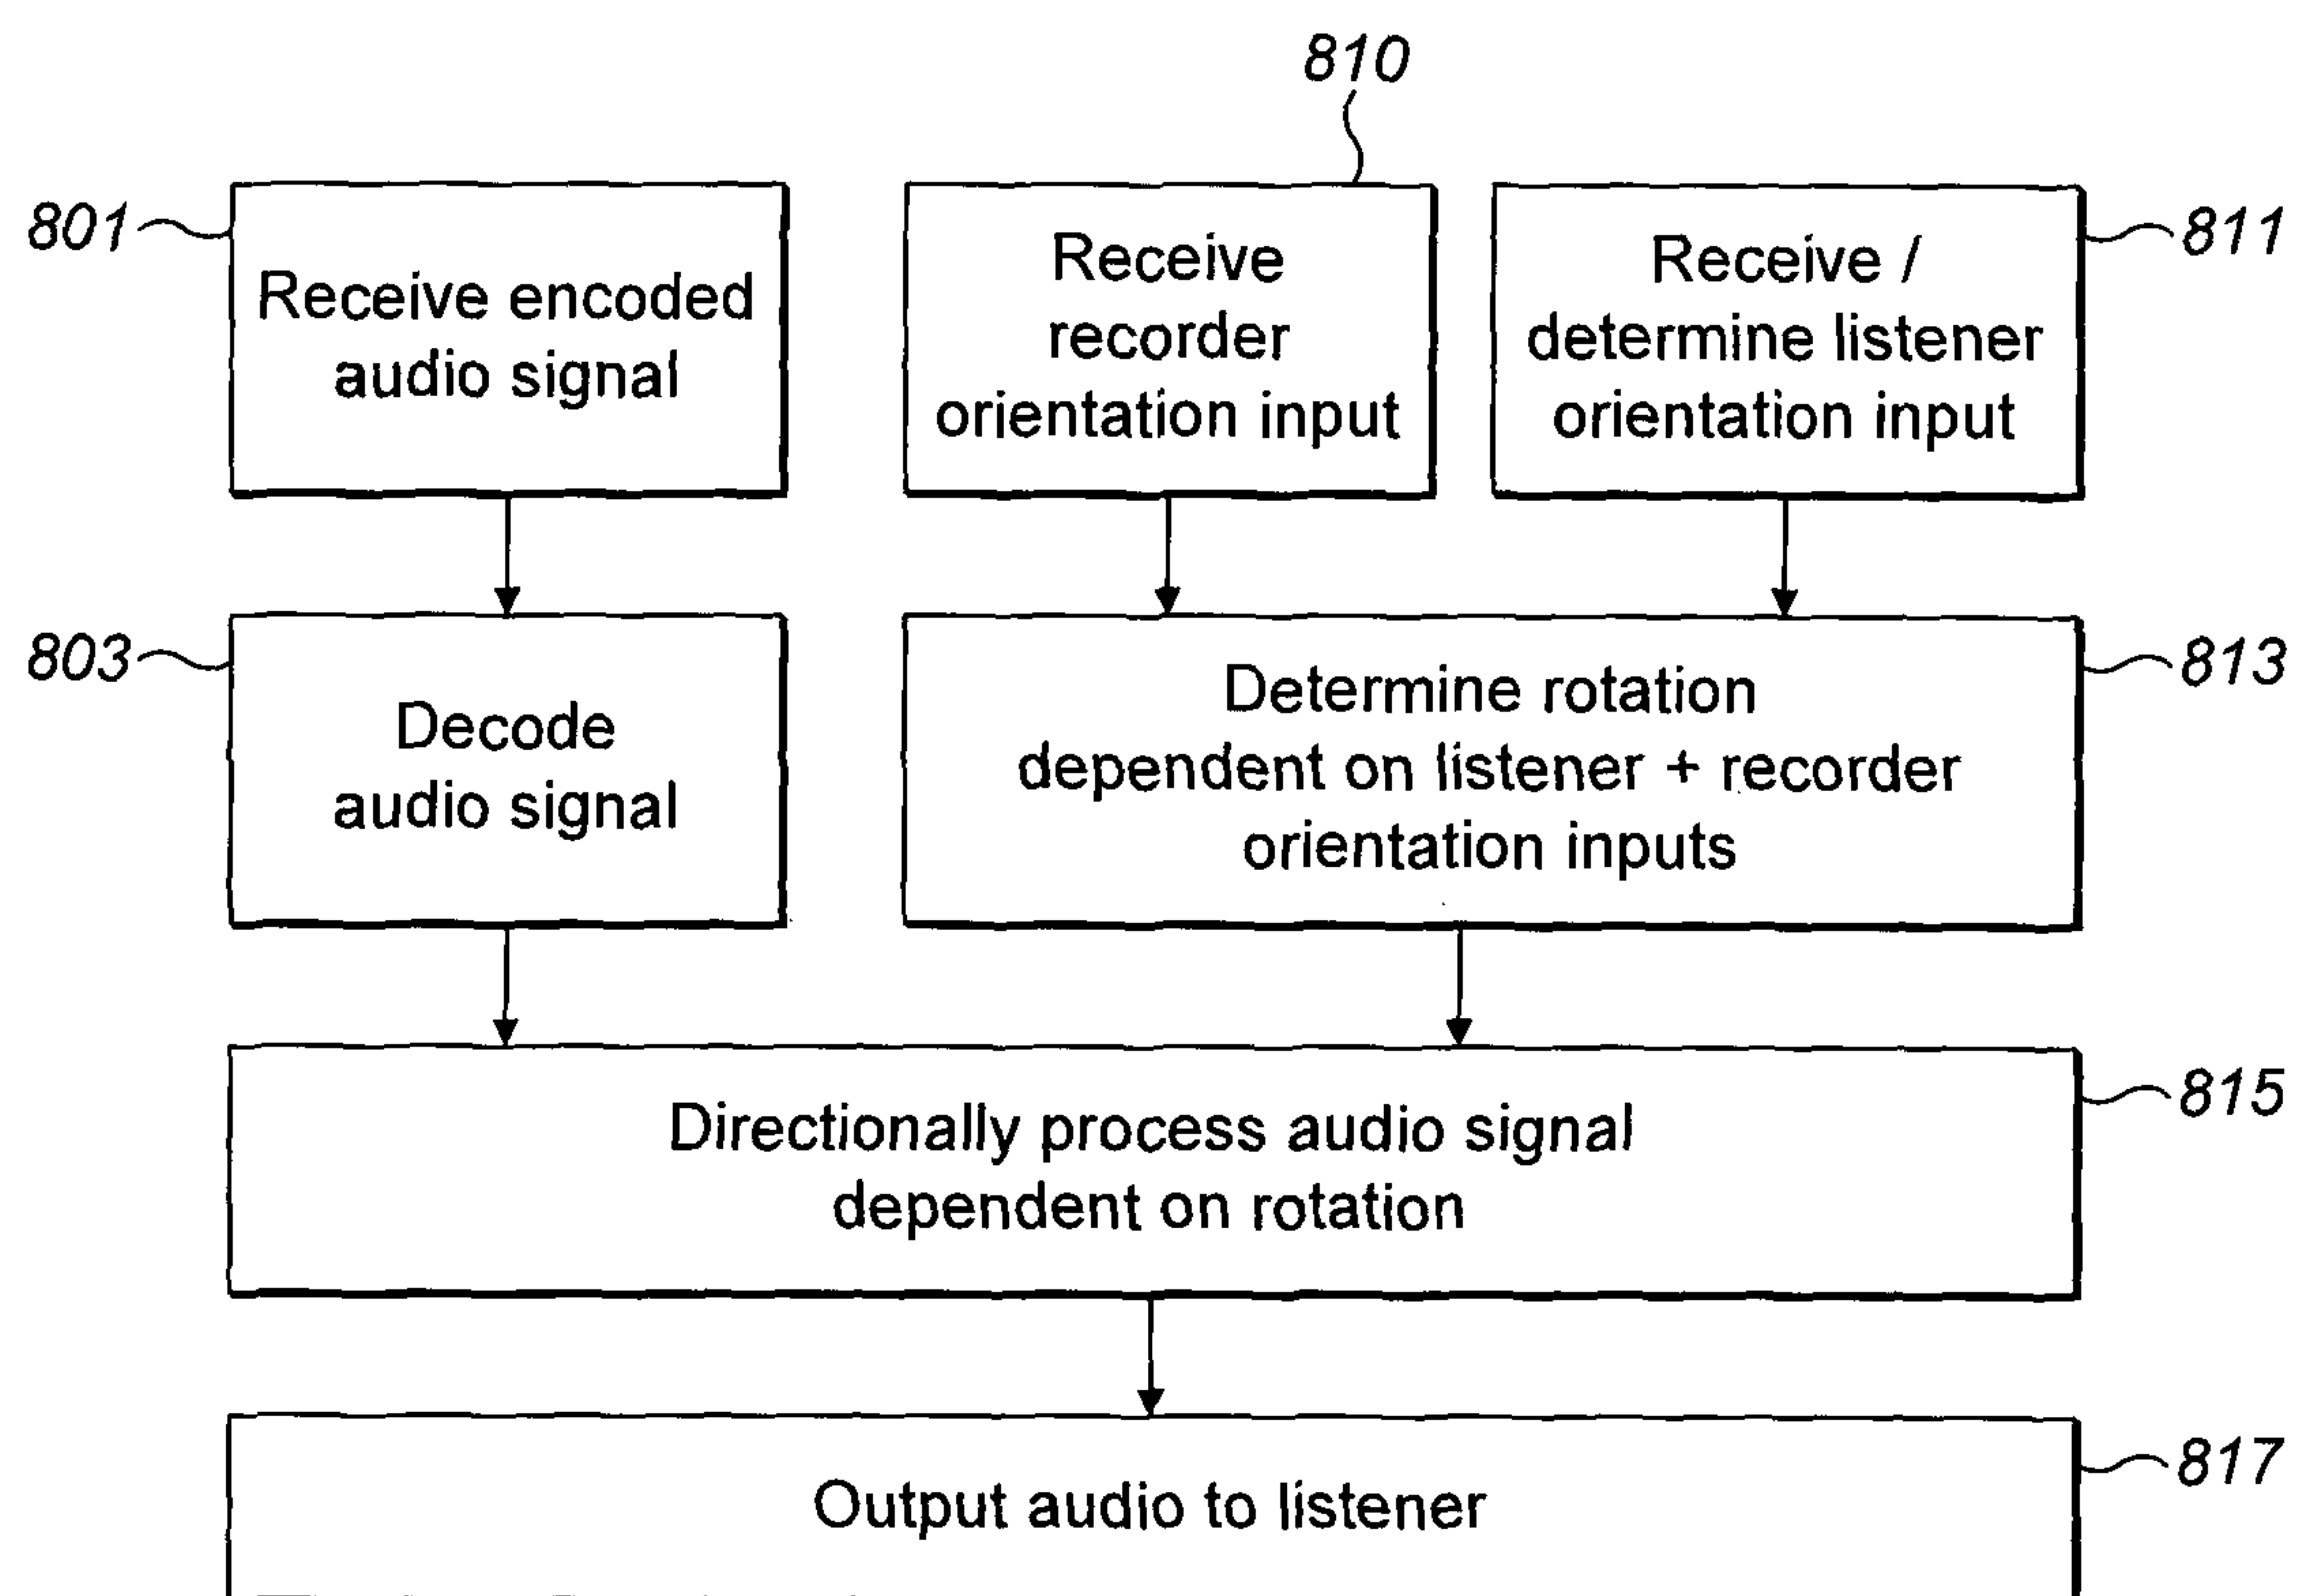 810
801
Receive encoded
audio signal
Receive
recorder
orientation input
Receive /
determine listener
orientation input
811
803
Decode
audio signal
Determine rotation
dependent on listener + recorder
orientation inputs
813
Directionally process audio signal
dependent on rotation
815
Output audio to listener
817